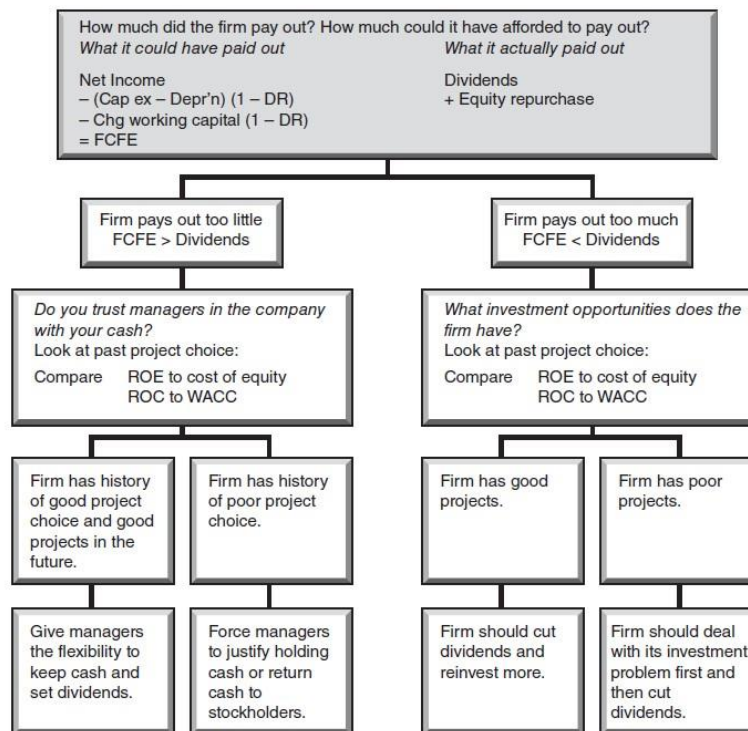 How much did the firm pay out? How much could it have afforded to pay out?
What it could have paid out
What it actually paid out
Net Income
– (Cap ex – Depr'n) (1 – DR)
– Chg working capital (1 – DR)
= FCFE
Dividends
+ Equity repurchase
Firm pays out too little
FCFE > Dividends
Firm pays out too much
FCFE < Dividends
Do you trust managers in the company
with your cash?
Look at past project choice:
Compare ROE to cost of equity
ROC to WACC
What investment opportunities does the
firm have?
Look at past project choice:
Compare ROE to cost of equity
ROC to WACC
Firm has history
of good project
choice and good
projects in the
future.
Firm has history
of poor project
choice.
Firm has good
projects.
Firm has poor
projects.
Give managers
the flexibility to
keep cash and
set dividends.
Force managers
to justify holding
cash or return
cash to
stockholders.
Firm should cut
dividends and
reinvest more.
Firm should deal
with its investment
problem first and
then cut
dividends.